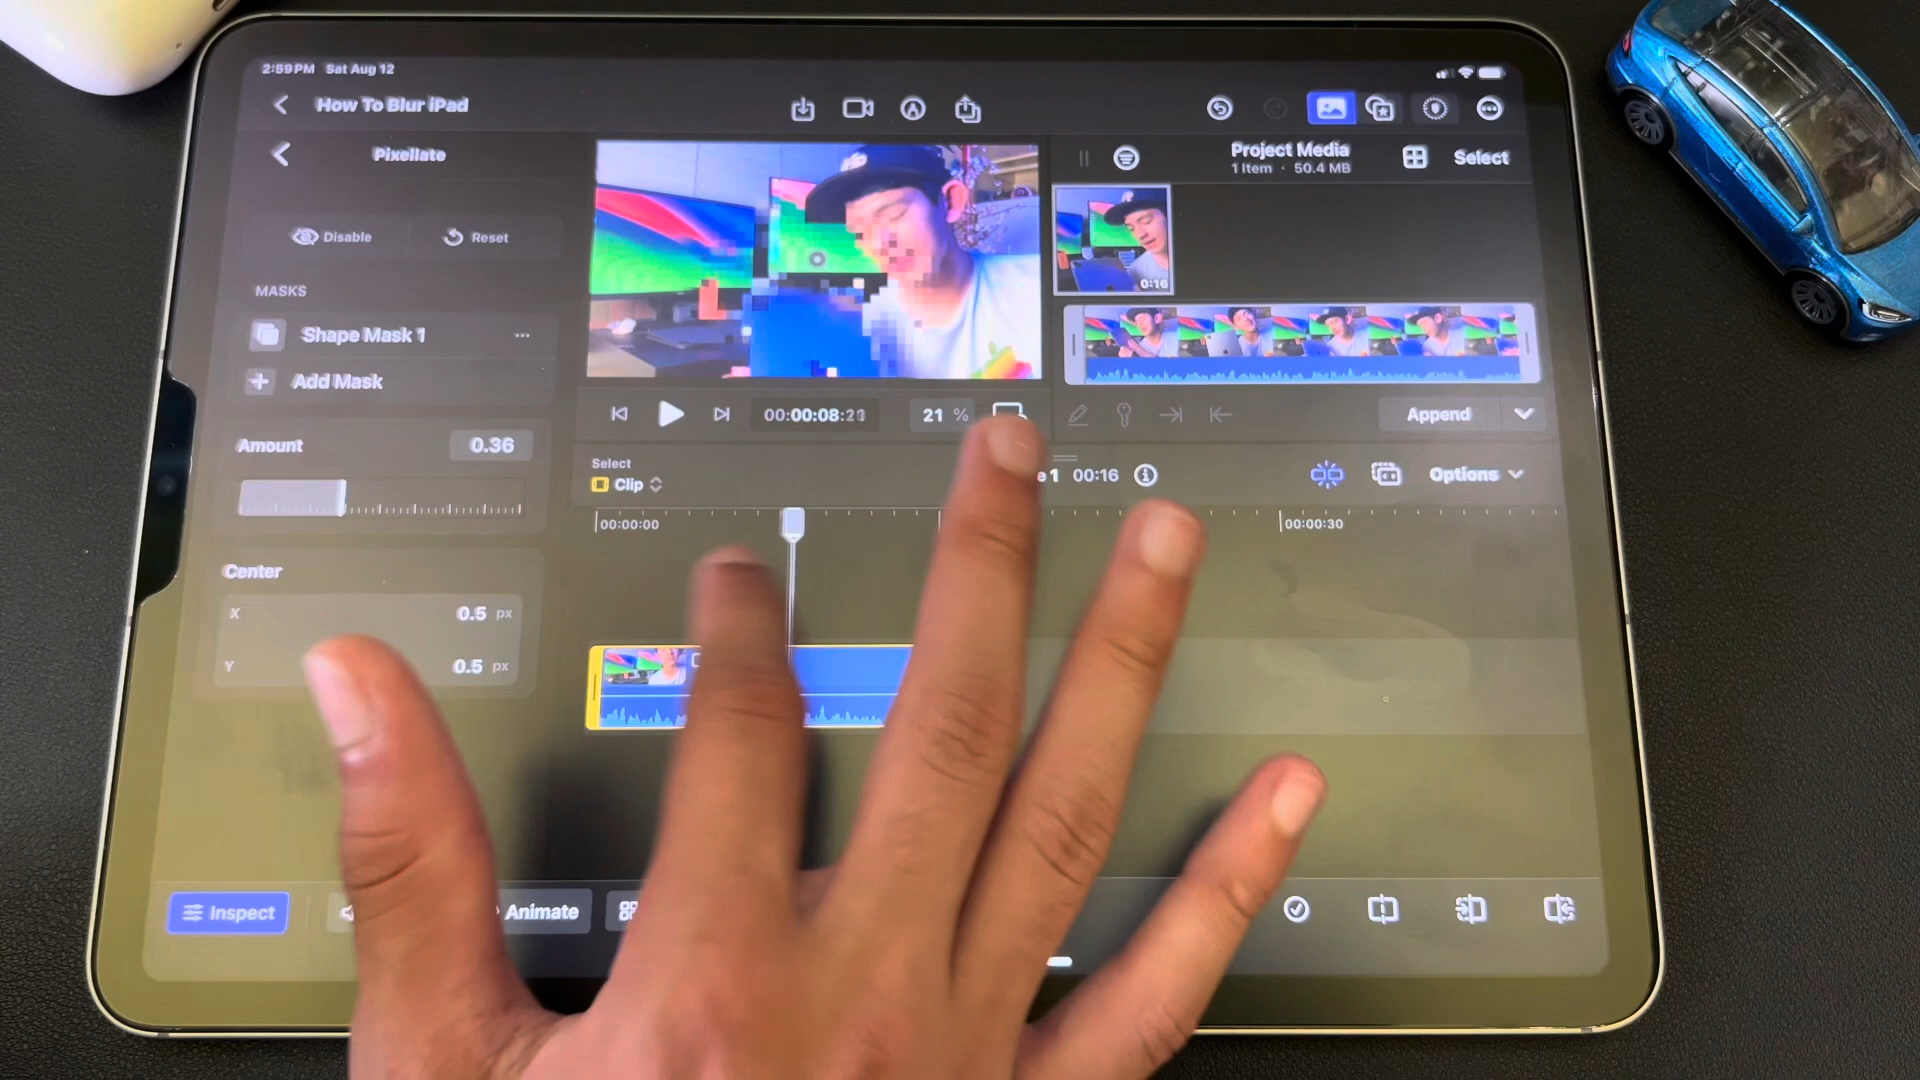 2:59 PM Sat Aug 12
How To Blur iPad
Pixellate
Project Media
1 Item · 50.4 MB
Select
Disable
Reset
MASKS
Shape Mask 1
Add Mask
0:16
Amount
0.36
00:00:08:
21 %
Append
Select
Clip
1 00:16
Options
00:00:00
00:00:30
Center
X 0.5 px
Y 0.5 px
Inspect
Animate